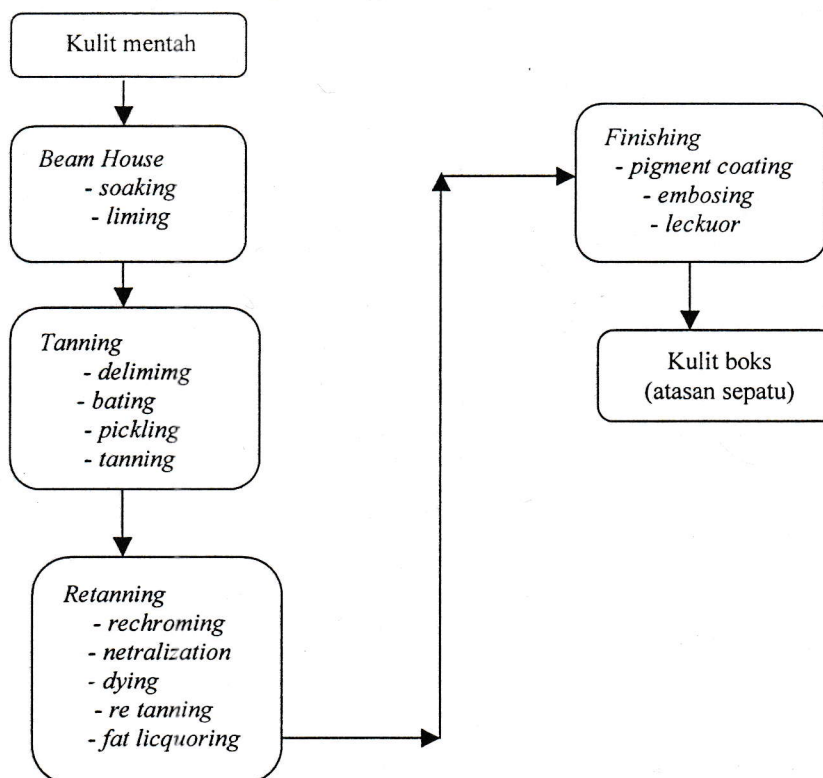 Kulit mentah
Beam House
- soaking
- liming
Tanning
- delimimg
- bating
- pickling
- tanning
Retanning
- rechroming
- netralization
- dying
- re tanning
- fat licquoring
Finishing
- pigment coating
- embosing
- leckuor
Kulit boks
(atasan sepatu)